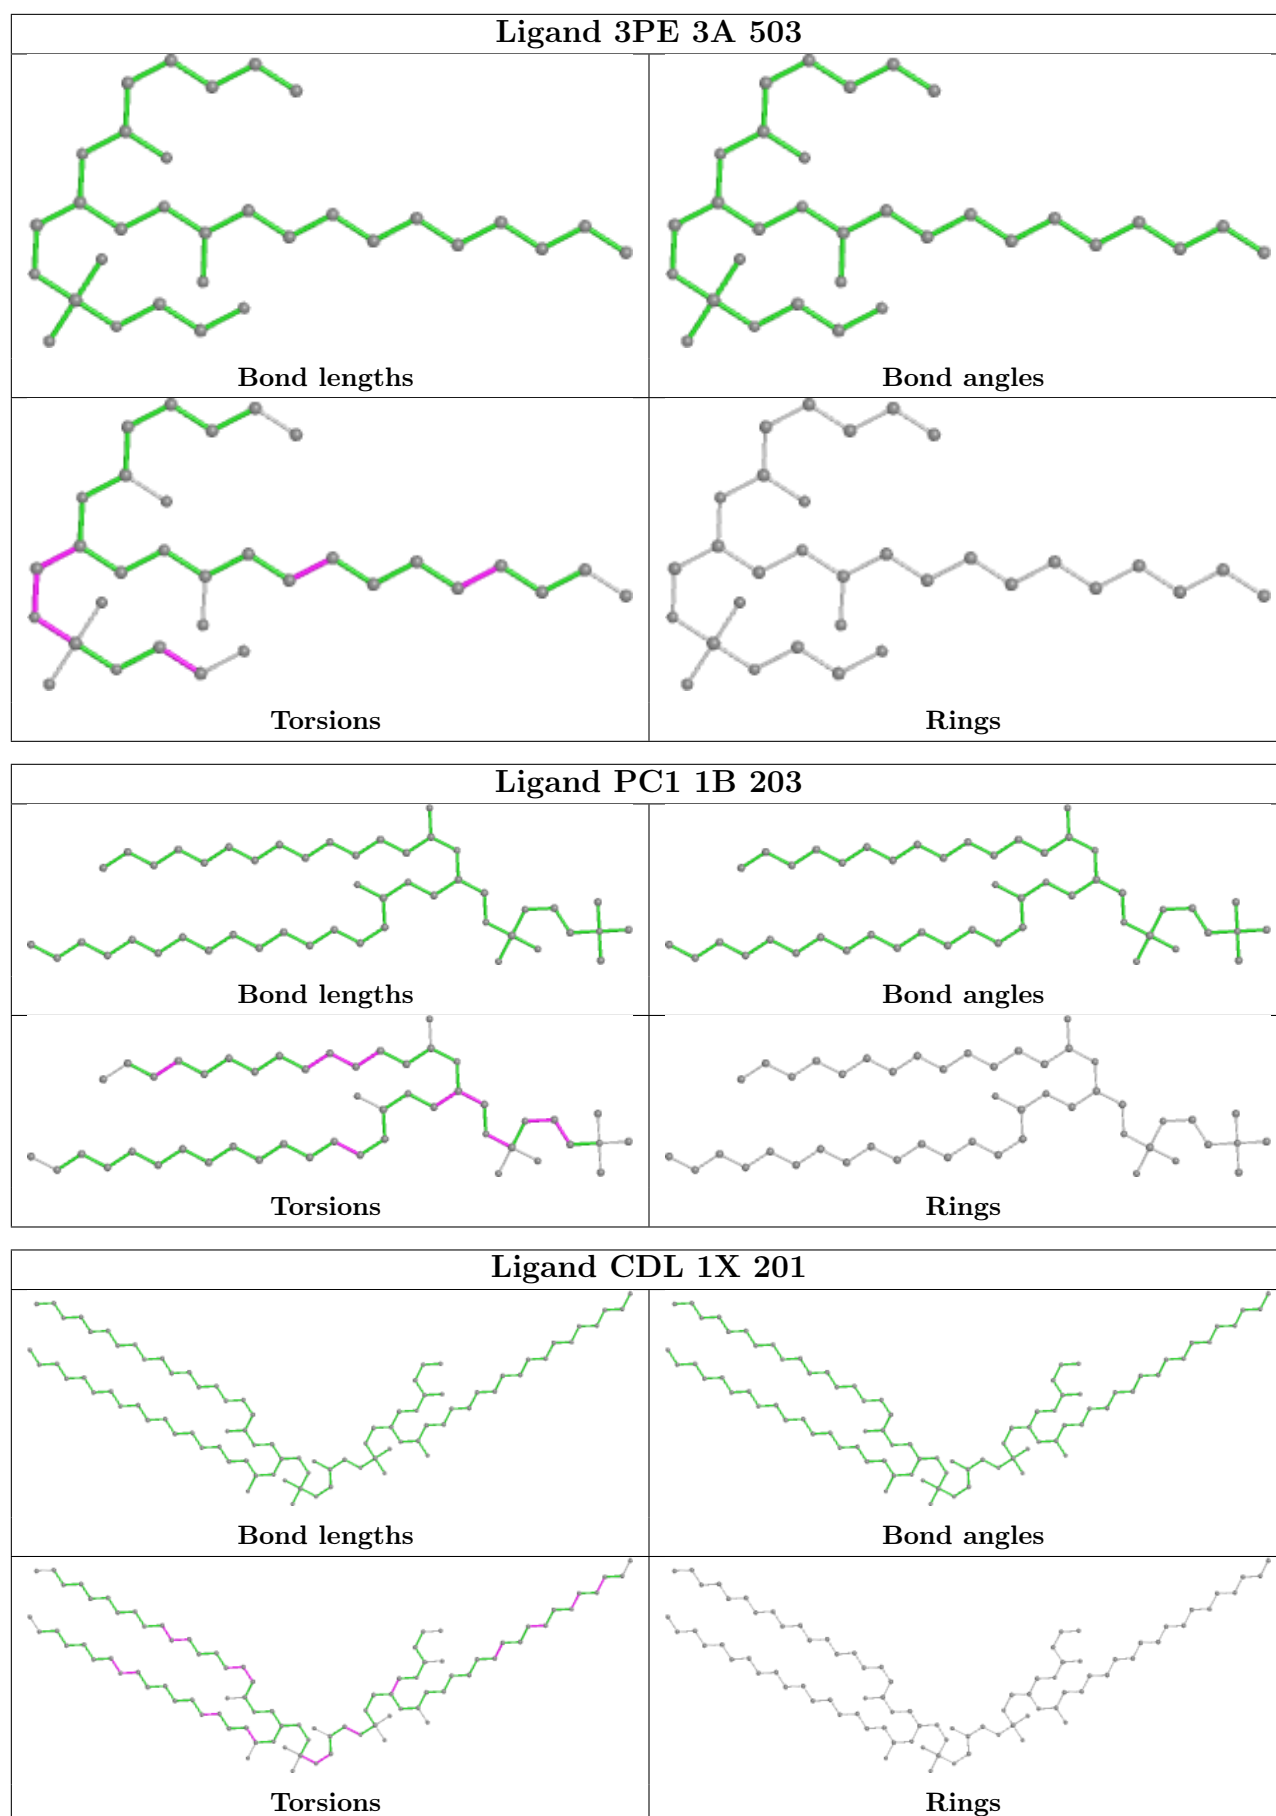 Ligand 3PE 3A 503
Bond lengths
Bond angles
Torsions
Rings
Ligand PC1 1B 203
Bond lengths
Bond angles
Torsions
Rings
Ligand CDL 1X 201
Bond lengths
Bond angles
Torsions
Rings